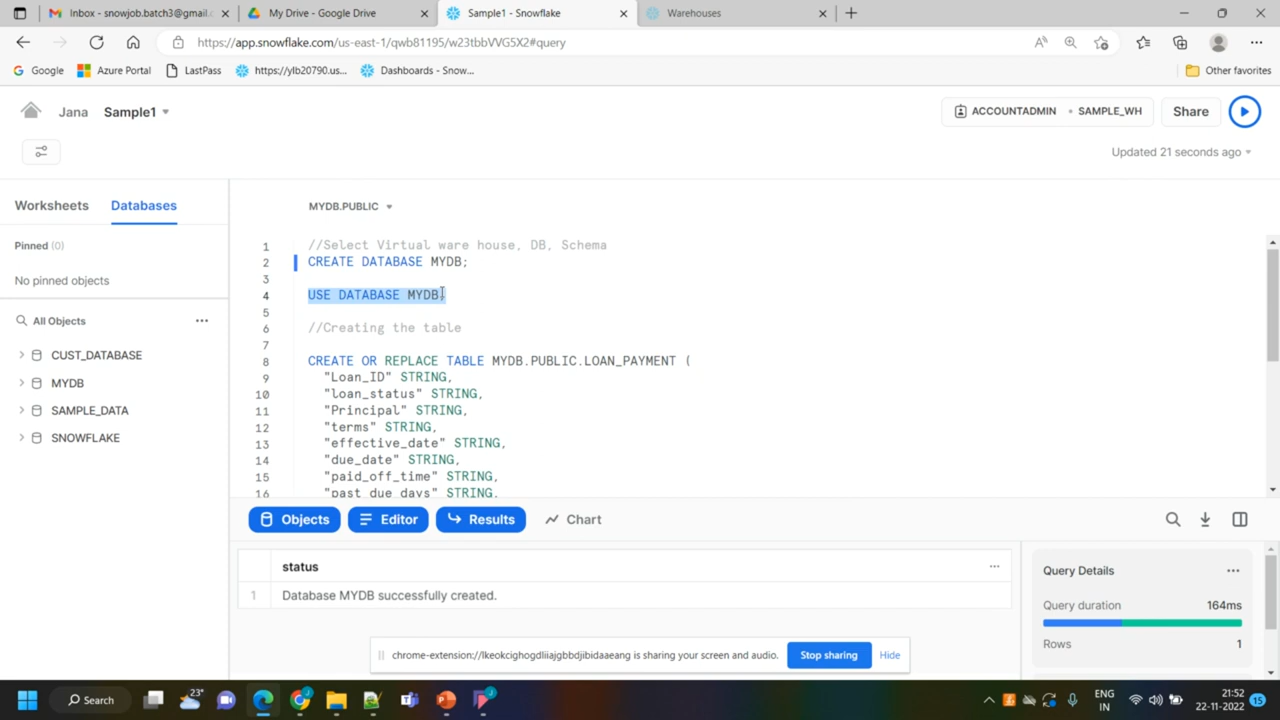 Inbox - snowjob.batch3@gmail.c
My Drive - Google Drive
Sample1 - Snowflake
Warehouses
https://app.snowflake.com/us-east-1/qwb81195/w23tbbVVG5X2#query
Google
Azure Portal
LastPass
https://ylb20790.us...
Dashboards - Snow...
Other favorites
Jana
Sample1
ACCOUNTADMIN
SAMPLE_WH
Share
Updated 21 seconds ago
Worksheets
Databases
Pinned (0)
No pinned objects
All Objects
CUST_DATABASE
MYDB
SAMPLE_DATA
SNOWFLAKE
MYDB.PUBLIC
1 //Select Virtual ware house, DB, Schema
2 CREATE DATABASE MYDB;
3
4 USE DATABASE MYDB;
5
6 //Creating the table
7
8 CREATE OR REPLACE TABLE MYDB.PUBLIC.LOAN_PAYMENT (
9 "Loan_ID" STRING,
10 "loan_status" STRING,
11 "Principal" STRING,
12 "terms" STRING,
13 "effective_date" STRING,
14 "due_date" STRING,
15 "paid_off_time" STRING,
16 "past_due_days" STRING,
Objects
Editor
Results
Chart
status
1 Database MYDB successfully created.
Query Details
Query duration 164ms
Rows 1
chrome-extension://lkeokcighogdliiajgbbdjibidaaeang is sharing your screen and audio.
Stop sharing
Hide
Search
23°
ENG
IN
21:52
22-11-2022
15